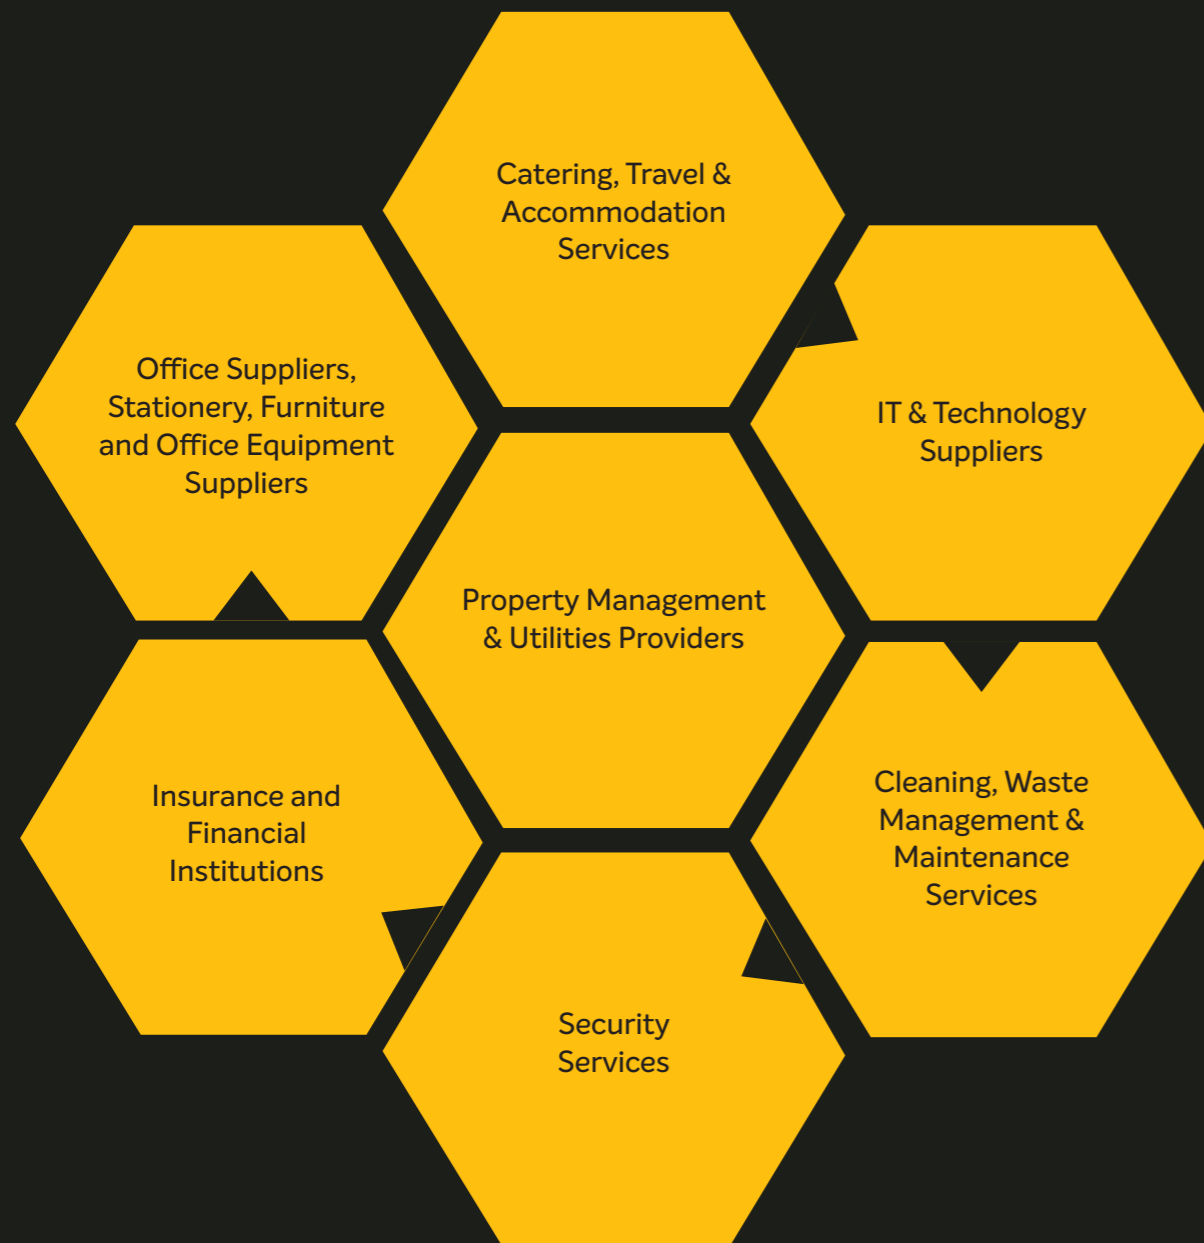 Catering, Travel &
Accommodation
Services
Office Suppliers,
Stationery, Furniture
and Office Equipment
Suppliers
IT & Technology
Suppliers
Property Management
& Utilities Providers
Insurance and
Financial
Institutions
Cleaning, Waste
Management &
Maintenance
Services
Security
Services